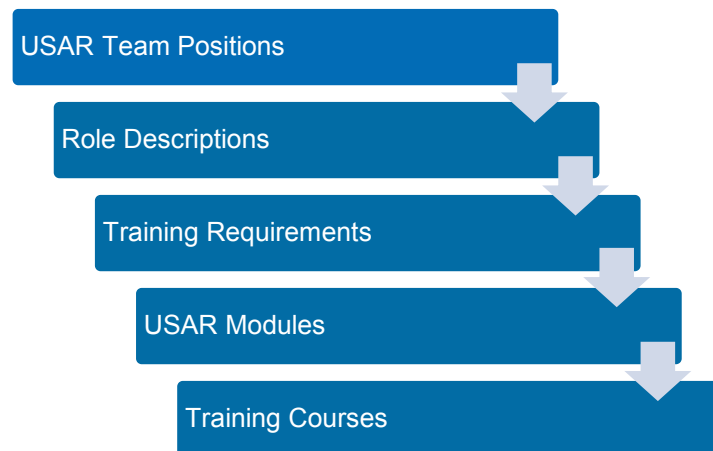 USAR Team Positions
Role Descriptions
Training Requirements
USAR Modules
Training Courses